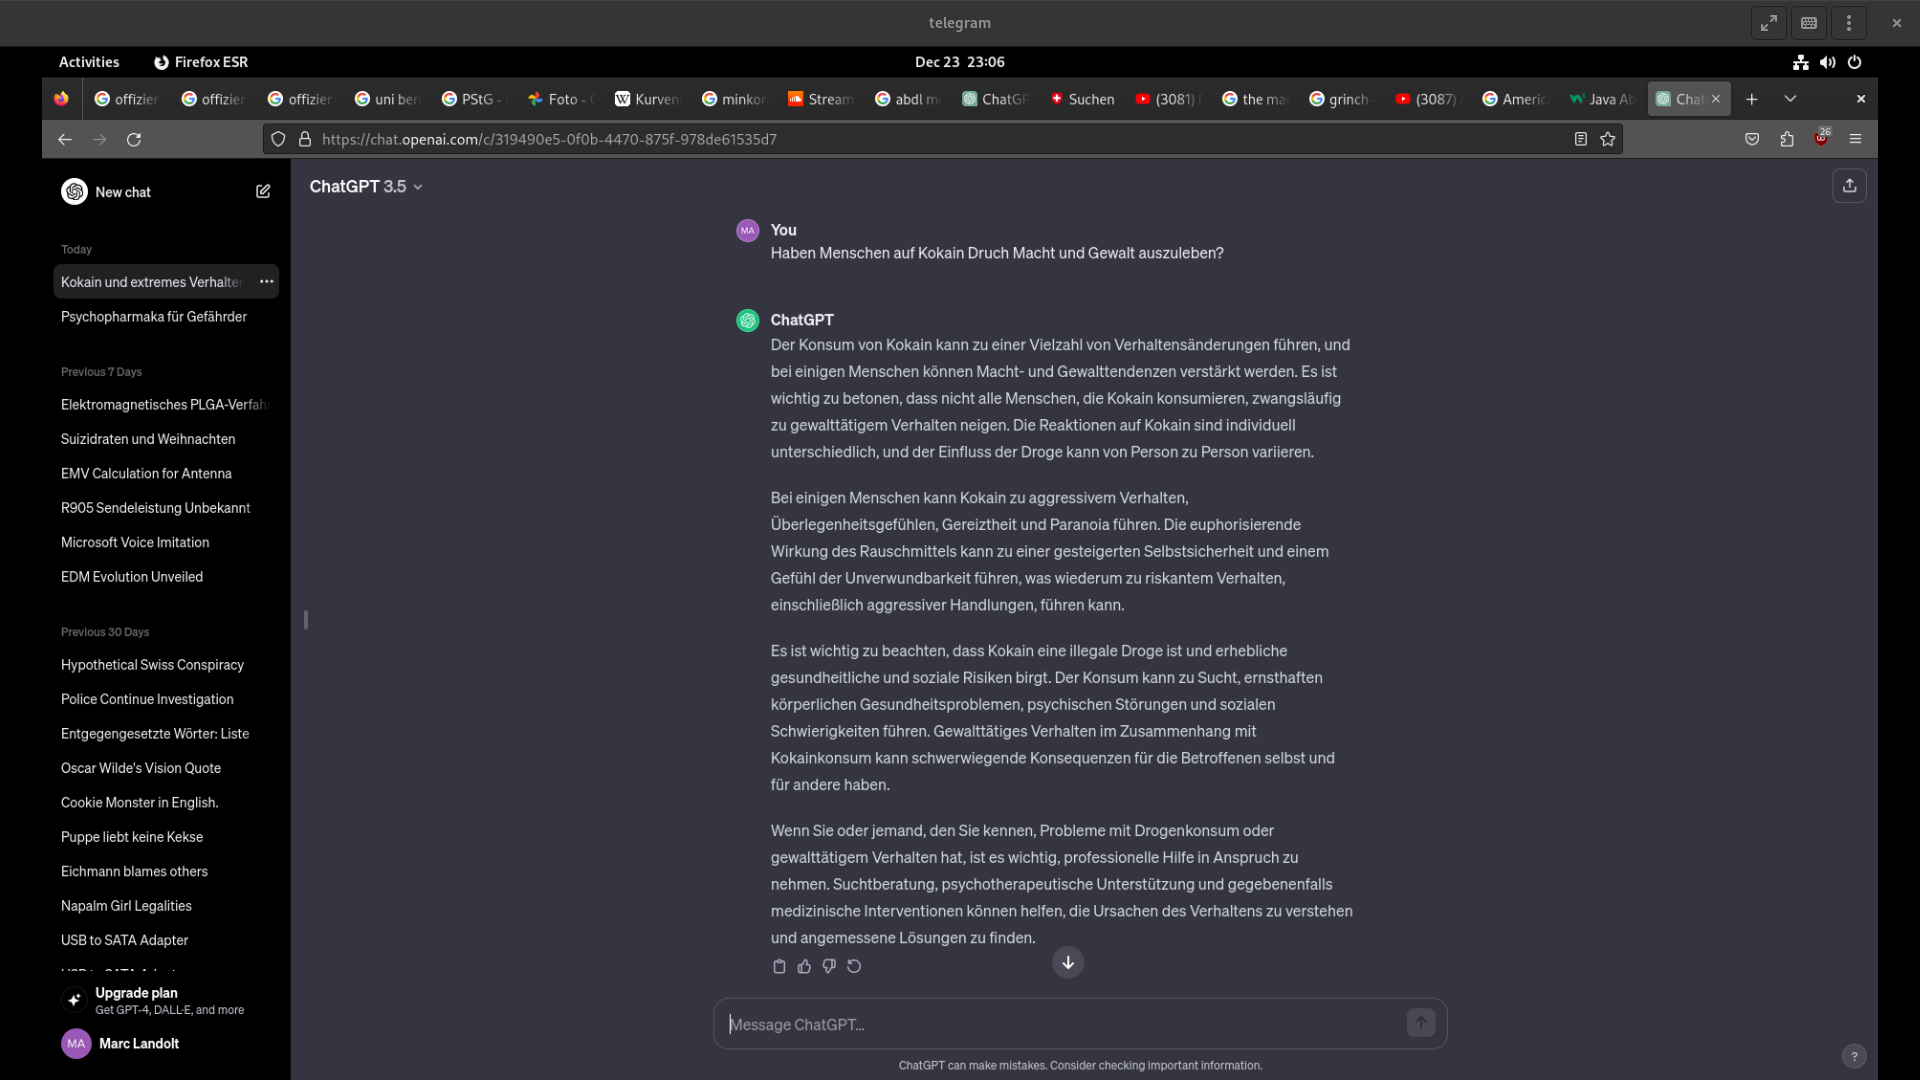 telegram
Activities
Firefox ESR
Dec 23 23:06
offizier
offizier
offizier
uni ber
PStG -
Foto -
Kurven
minko
Stream
abdl mi
ChatGP
Suchen
(3081)
the ma
grinch
(3087)
Americ
Java Ab
Chat
https://chat.openai.com/c/319490e5-0f0b-4470-875f-978de61535d7
26
New chat
Today
Kokain und extremes Verhalten
Psychopharmaka für Gefährder
Previous 7 Days
Elektromagnetisches PLGA-Verfah
Suizidraten und Weihnachten
EMV Calculation for Antenna
R905 Sendeleistung Unbekannt
Microsoft Voice Imitation
EDM Evolution Unveiled
Previous 30 Days
Hypothetical Swiss Conspiracy
Police Continue Investigation
Entgegengesetzte Wörter: Liste
Oscar Wilde's Vision Quote
Cookie Monster in English.
Puppe liebt keine Kekse
Eichmann blames others
Napalm Girl Legalities
USB to SATA Adapter
Upgrade plan
Get GPT-4, DALL·E, and more
MA
Marc Landolt
ChatGPT 3.5
MA
You
Haben Menschen auf Kokain Druch Macht und Gewalt auszuleben?
ChatGPT
Der Konsum von Kokain kann zu einer Vielzahl von Verhaltensänderungen führen, und
bei einigen Menschen können Macht- und Gewalttendenzen verstärkt werden. Es ist
wichtig zu betonen, dass nicht alle Menschen, die Kokain konsumieren, zwangsläufig
zu gewalttätigem Verhalten neigen. Die Reaktionen auf Kokain sind individuell
unterschiedlich, und der Einfluss der Droge kann von Person zu Person variieren.
Bei einigen Menschen kann Kokain zu aggressivem Verhalten,
Überlegenheitsgefühlen, Gereiztheit und Paranoia führen. Die euphorisierende
Wirkung des Rauschmittels kann zu einer gesteigerten Selbstsicherheit und einem
Gefühl der Unverwundbarkeit führen, was wiederum zu riskantem Verhalten,
einschließlich aggressiver Handlungen, führen kann.
Es ist wichtig zu beachten, dass Kokain eine illegale Droge ist und erhebliche
gesundheitliche und soziale Risiken birgt. Der Konsum kann zu Sucht, ernsthaften
körperlichen Gesundheitsproblemen, psychischen Störungen und sozialen
Schwierigkeiten führen. Gewalttätiges Verhalten im Zusammenhang mit
Kokainkonsum kann schwerwiegende Konsequenzen für die Betroffenen selbst und
für andere haben.
Wenn Sie oder jemand, den Sie kennen, Probleme mit Drogenkonsum oder
gewalttätigem Verhalten hat, ist es wichtig, professionelle Hilfe in Anspruch zu
nehmen. Suchtberatung, psychotherapeutische Unterstützung und gegebenenfalls
medizinische Interventionen können helfen, die Ursachen des Verhaltens zu verstehen
und angemessene Lösungen zu finden.
Message ChatGPT...
ChatGPT can make mistakes. Consider checking important information.
?